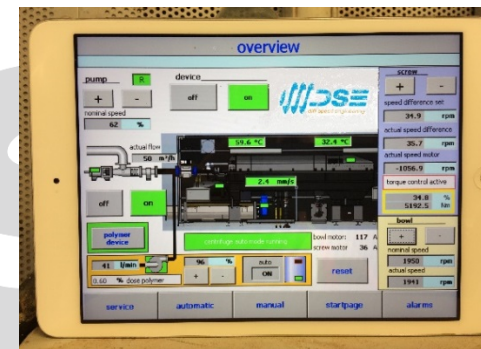 overview
pump R
+ -
nominal speed
62 %
device
off on
DSE
screw
+ -
speed difference set
34.9 rpm
actual speed difference
35.7 rpm
actual speed motor
-1056.9 rpm
torque control active
34.8 %
5192.5 Nm
actual flow
50 m³/h
59.6 °C 32.4 °C
2.4 mm/s
off on
polymer
device
centrifuge auto mode running
bowl motor: 117 A
screw motor 36 A
bowl
+ -
nominal speed
1950 rpm
actual speed
1941 rpm
41 l/min
96 %
+ -
auto
ON
reset
0.60 % dose polymer
service automatic manual startpage alarms